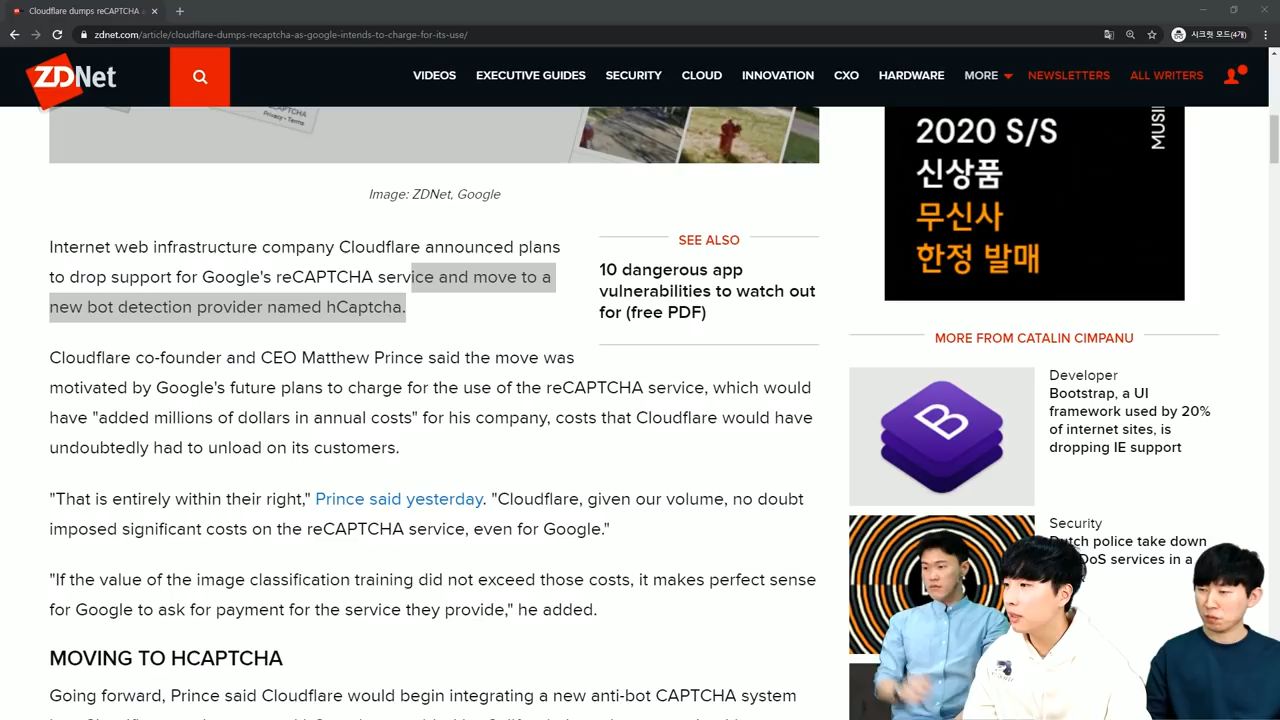 Cloudflare dumps reCAPTCHA a
zdnet.com/article/cloudflare-dumps-recaptcha-as-google-intends-to-charge-for-its-use/
시크릿 모드(4개)
ZDNet
VIDEOS
EXECUTIVE GUIDES
SECURITY
CLOUD
INNOVATION
CXO
HARDWARE
MORE
NEWSLETTERS
ALL WRITERS
CAPTCHA
Privacy • Terms
Image: ZDNet, Google
Internet web infrastructure company Cloudflare announced plans
to drop support for Google's reCAPTCHA service and move to a
new bot detection provider named hCaptcha.
SEE ALSO
10 dangerous app
vulnerabilities to watch out
for (free PDF)
Cloudflare co-founder and CEO Matthew Prince said the move was
motivated by Google's future plans to charge for the use of the reCAPTCHA service, which would
have "added millions of dollars in annual costs" for his company, costs that Cloudflare would have
undoubtedly had to unload on its customers.
"That is entirely within their right," Prince said yesterday. "Cloudflare, given our volume, no doubt
imposed significant costs on the reCAPTCHA service, even for Google."
"If the value of the image classification training did not exceed those costs, it makes perfect sense
for Google to ask for payment for the service they provide," he added.
MOVING TO HCAPTCHA
Going forward, Prince said Cloudflare would begin integrating a new anti-bot CAPTCHA system
2020 S/S
신상품
무신사
한정 발매
MUSI
MORE FROM CATALIN CIMPANU
Developer
Bootstrap, a UI
framework used by 20%
of internet sites, is
dropping IE support
Security
Dutch police take down
DoS services in a